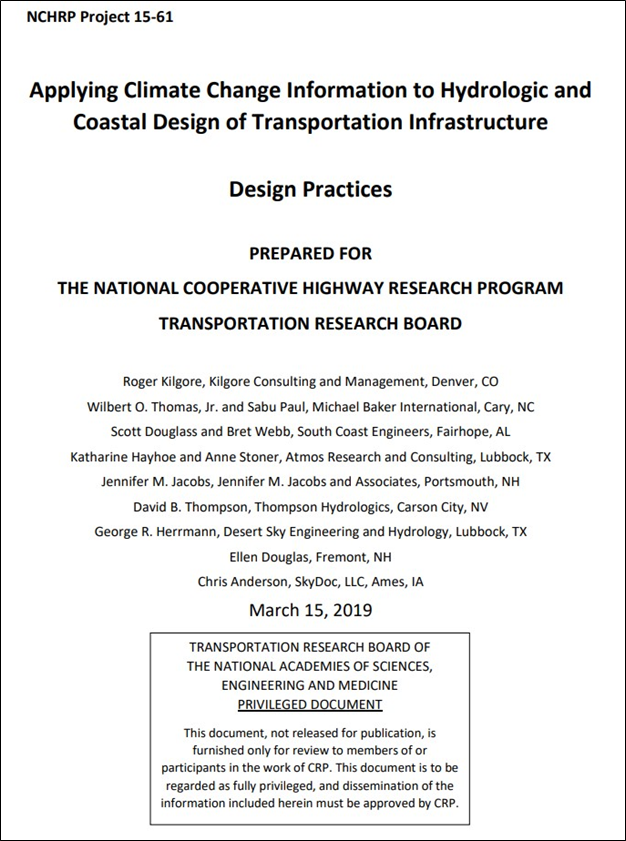 NCHRP Project 15-61
Applying Climate Change Information to Hydrologic and
Coastal Design of Transportation Infrastructure
Design Practices
PREPARED FOR
THE NATIONAL COOPERATIVE HIGHWAY RESEARCH PROGRAM
TRANSPORTATION RESEARCH BOARD
Roger Kilgore, Kilgore Consulting and Management, Denver, CO
Wilbert O. Thomas, Jr. and Sabu Paul, Michael Baker International, Cary, NC
Scott Douglass and Bret Webb, South Coast Engineers, Fairhope, AL
Katharine Hayhoe and Anne Stoner, Atmos Research and Consulting, Lubbock, TX
Jennifer M. Jacobs, Jennifer M. Jacobs and Associates, Portsmouth, NH
David B. Thompson, Thompson Hydrologics, Carson City, NV
George R. Herrmann, Desert Sky Engineering and Hydrology, Lubbock, TX
Ellen Douglas, Fremont, NH
Chris Anderson, SkyDoc, LLC, Ames, IA
March 15, 2019
TRANSPORTATION RESEARCH BOARD OF
THE NATIONAL ACADEMIES OF SCIENCES,
ENGINEERING AND MEDICINE
PRIVILEGED DOCUMENT
This document, not released for publication, is
furnished only for review to members of or
participants in the work of CRP. This document is to be
regarded as fully privileged, and dissemination of the
information included herein must be approved by CRP.